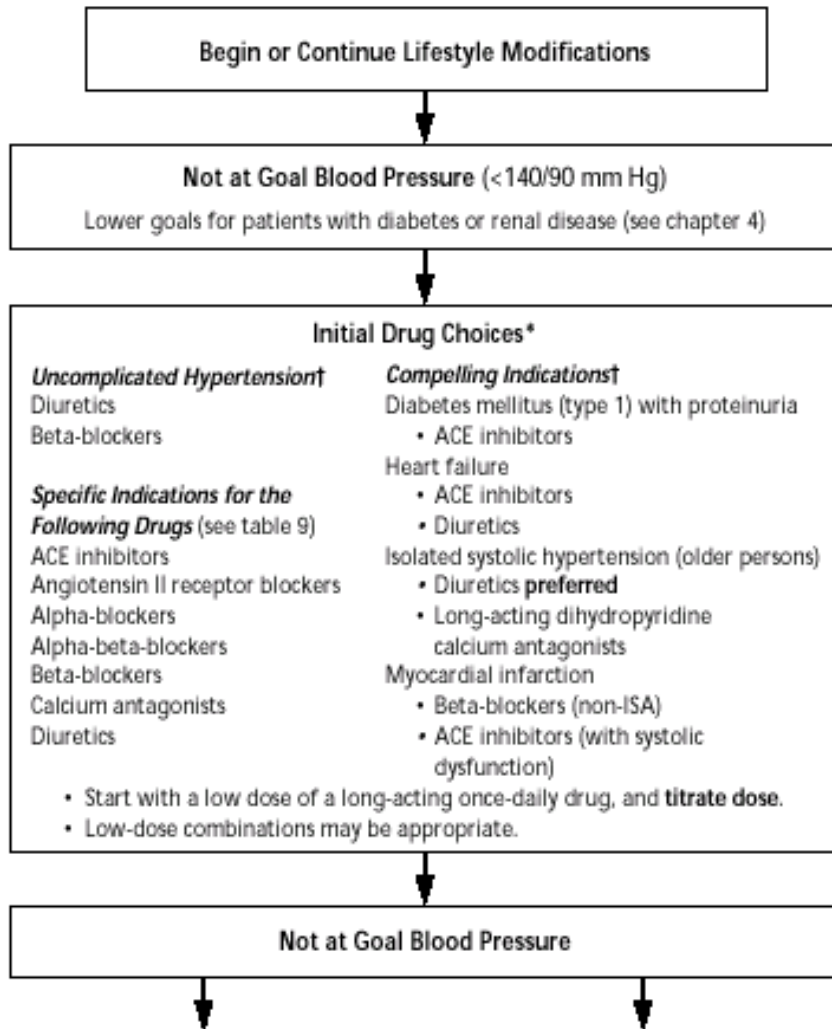 Begin or Continue Lifestyle Modifications
Not at Goal Blood Pressure (<140/90 mm Hg)
Lower goals for patients with diabetes or renal disease (see chapter 4)
Initial Drug Choices*
Uncomplicated Hypertension†
Diuretics
Beta-blockers
Specific Indications for the
Following Drugs (see table 9)
ACE inhibitors
Angiotensin II receptor blockers
Alpha-blockers
Alpha-beta-blockers
Beta-blockers
Calcium antagonists
Diuretics
Compelling Indications†
Diabetes mellitus (type 1) with proteinuria
• ACE inhibitors
Heart failure
• ACE inhibitors
• Diuretics
Isolated systolic hypertension (older persons)
• Diuretics preferred
• Long-acting dihydropyridine
calcium antagonists
Myocardial infarction
• Beta-blockers (non-ISA)
• ACE inhibitors (with systolic
dysfunction)
• Start with a low dose of a long-acting once-daily drug, and titrate dose.
• Low-dose combinations may be appropriate.
Not at Goal Blood Pressure